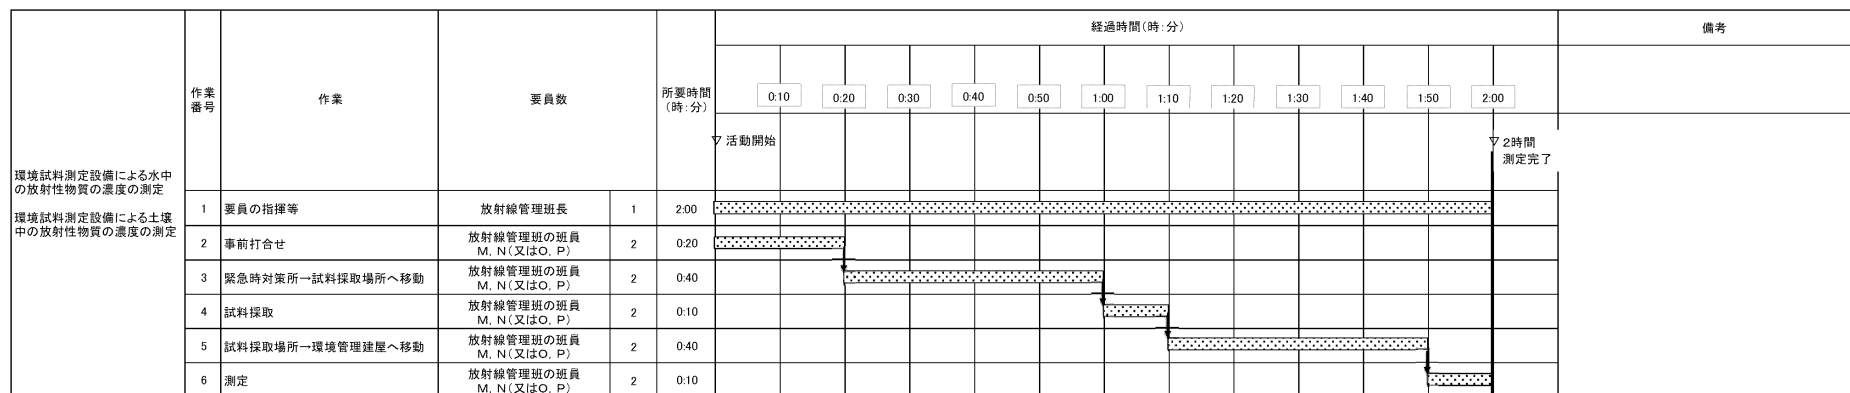 経過時間(時:分)
備考
作業
番号
作業
要員数
所要時間
(時:分)
0:10
0:20
0:30
0:40
0:50
1:00
1:10
1:20
1:30
1:40
1:50
2:00
▽活動開始
▽2時間
測定完了
環境試料測定設備による水中
の放射性物質の濃度の測定
環境試料測定設備による土壌
中の放射性物質の濃度の測定
1 要員の指揮等 放射線管理班長 1 2:00
2 事前打合せ 放射線管理班の班員
M, N(又はO, P) 2 0:20
3 緊急時対策所→試料採取場所へ移動 放射線管理班の班員
M, N(又はO, P) 2 0:40
4 試料採取 放射線管理班の班員
M, N(又はO, P) 2 0:10
5 試料採取場所→環境管理建屋へ移動 放射線管理班の班員
M, N(又はO, P) 2 0:40
6 測定 放射線管理班の班員
M, N(又はO, P) 2 0:10